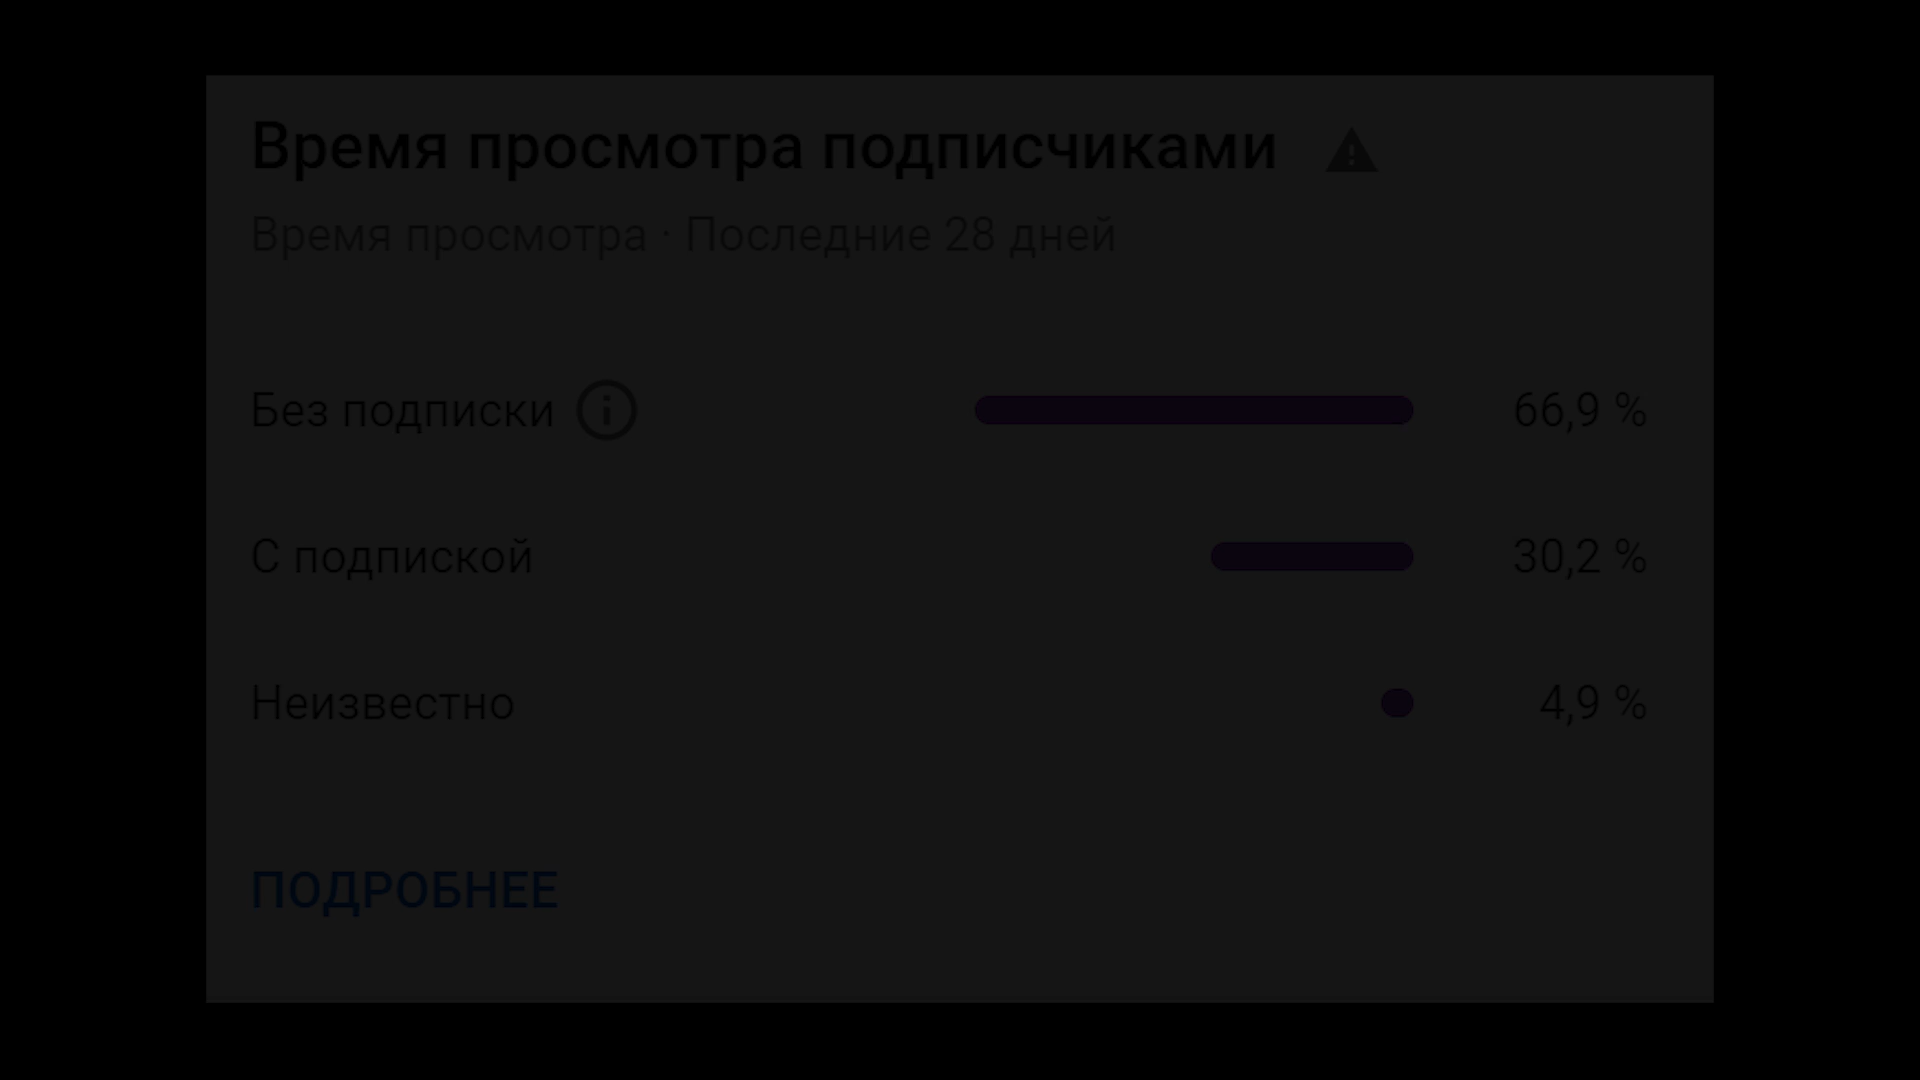 Время просмотра подписчиками
Время просмотра · Последние 28 дней
Без подписки 66,9 %
С подпиской 30,2 %
Неизвестно 4,9 %
ПОДРОБНЕЕ